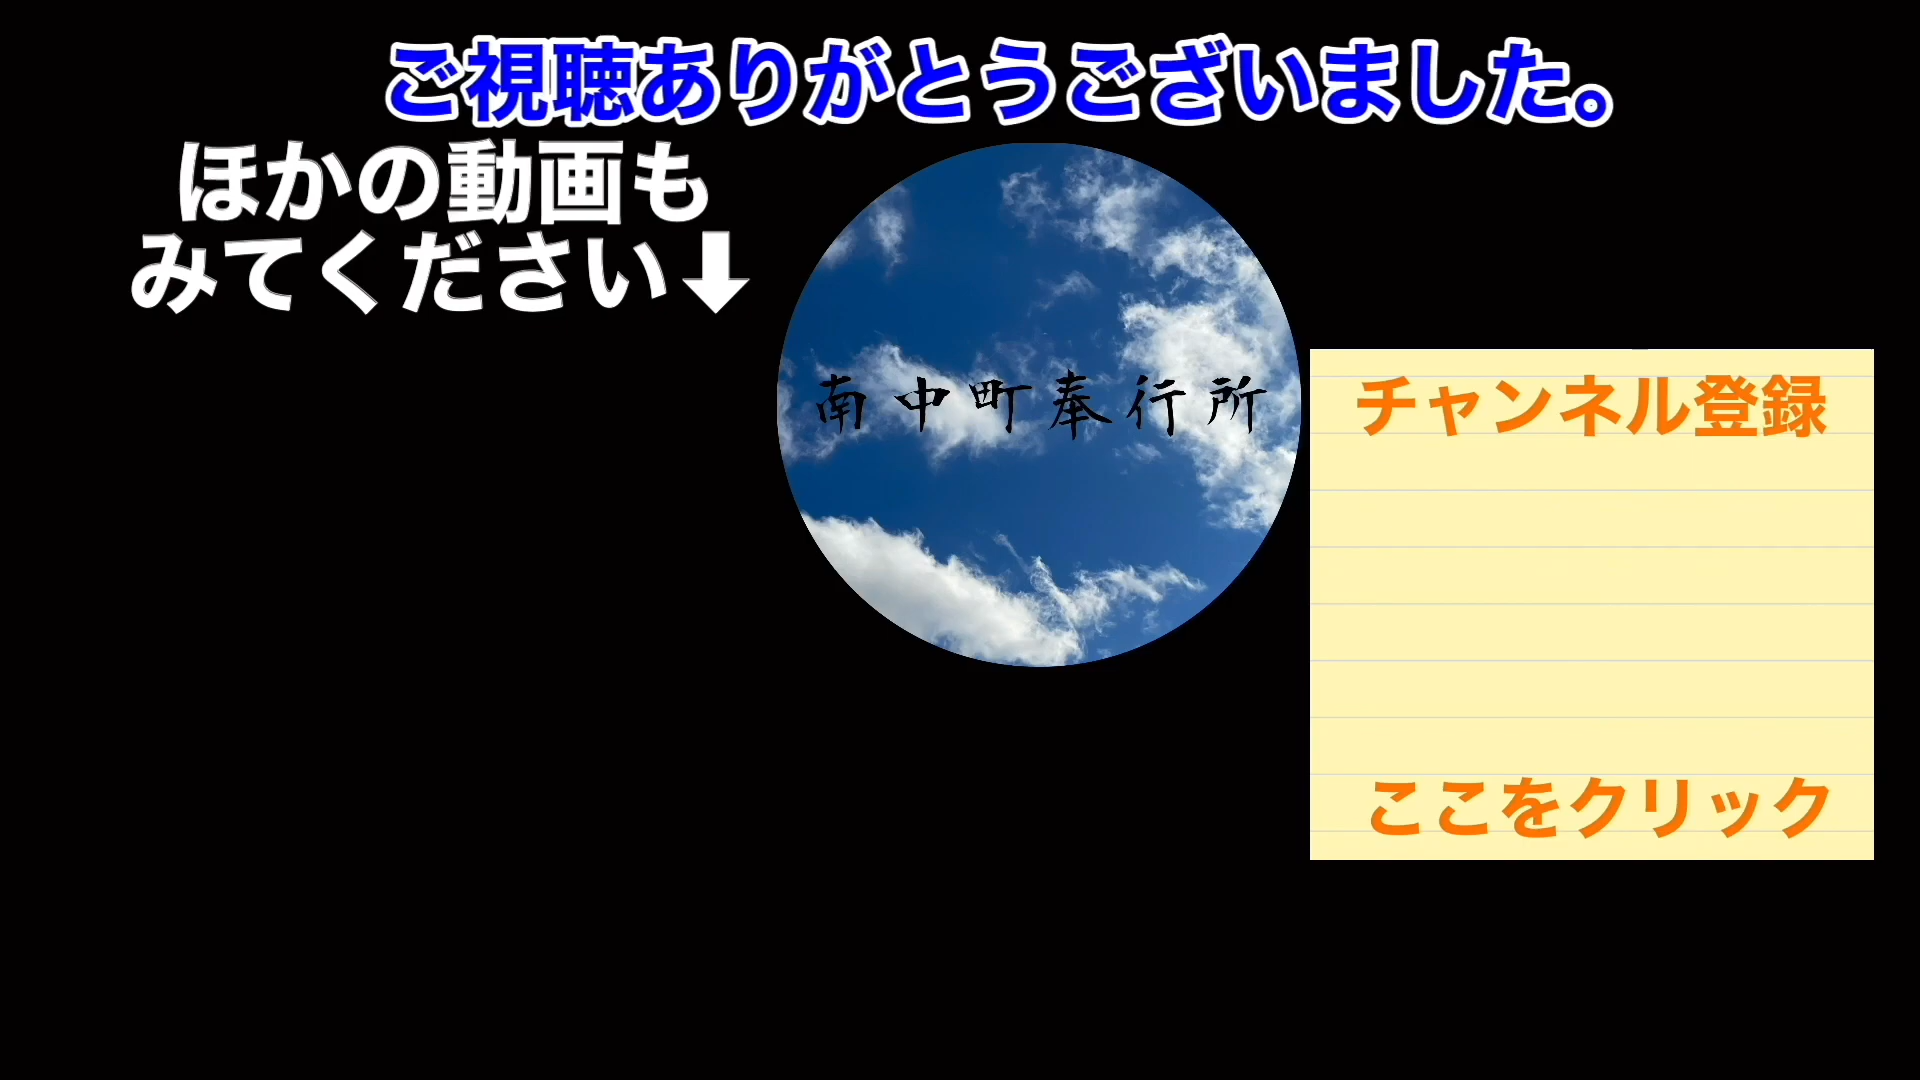 ご視聴ありがとうございました。
ほかの動画も
みてください⬇
南中町奉行所
チャンネル登録
ここをクリック